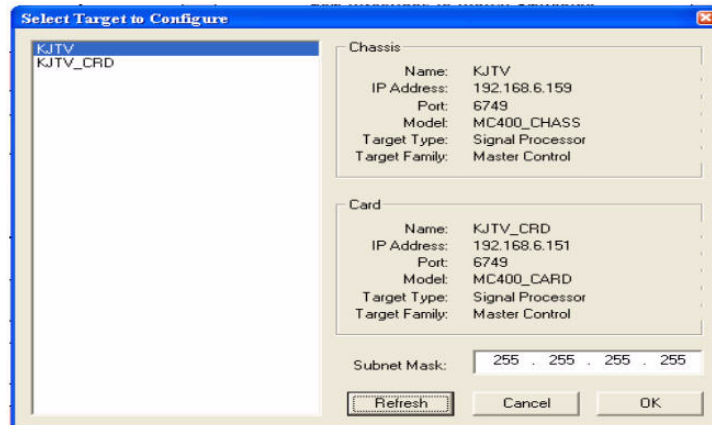 Select Target to Configure
KJTV
KJTV_CRD
Chassis
Name: KJTV
IP Address: 192.168.6.159
Port: 6749
Model: MC400_CHASS
Target Type: Signal Processor
Target Family: Master Control
Card
Name: KJTV_CRD
IP Address: 192.168.6.151
Port: 6749
Model: MC400_CARD
Target Type: Signal Processor
Target Family: Master Control
Subnet Mask: 255 . 255 . 255 . 255
Refresh Cancel OK